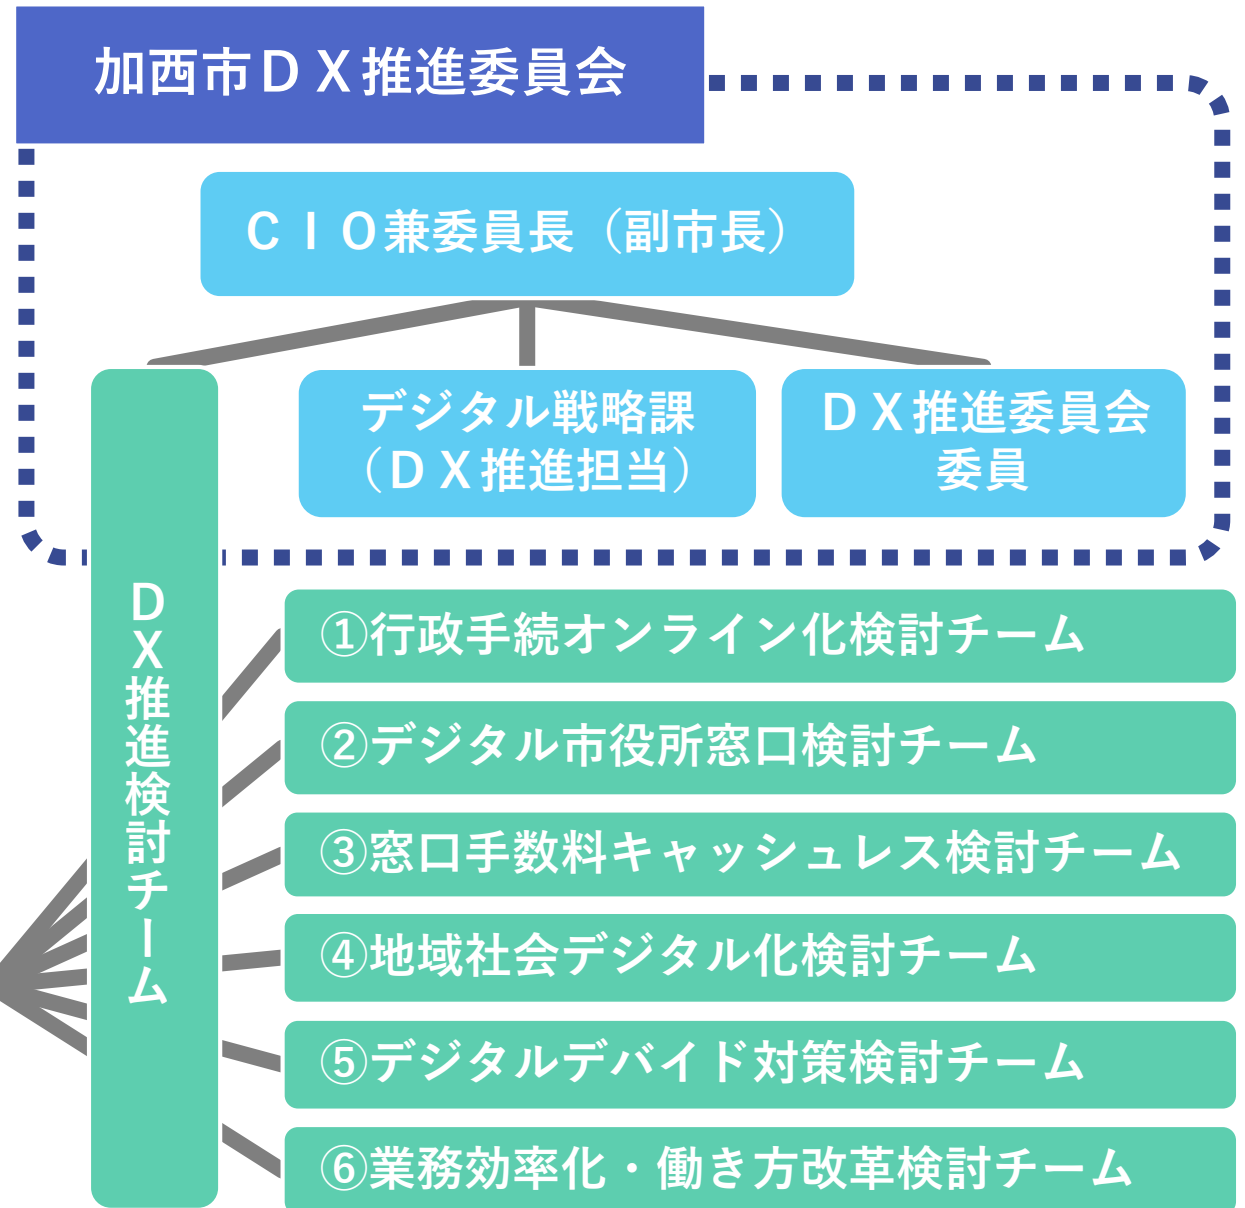 加西市ＤＸ推進委員会
ＣＩＯ兼委員長（副市長）
デジタル戦略課
（ＤＸ推進担当）
ＤＸ推進委員会
委員
ＤＸ推進検討チーム
①行政手続オンライン化検討チーム
②デジタル市役所窓口検討チーム
③窓口手数料キャッシュレス検討チーム
④地域社会デジタル化検討チーム
⑤デジタルデバイド対策検討チーム
⑥業務効率化・働き方改革検討チーム